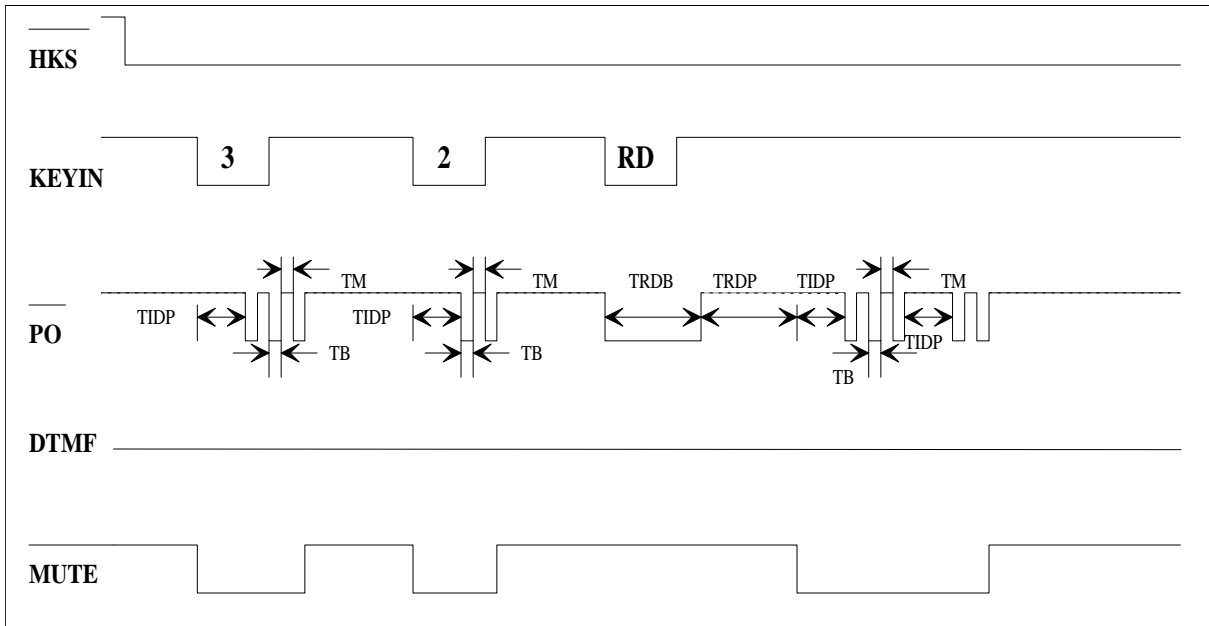 HKS
3 2 RD
KEYIN
TM TM TRDB TRDP TIDP TM
TIDP TIDP
PO
TIDP
TB TB
TB
DTMF
MUTE